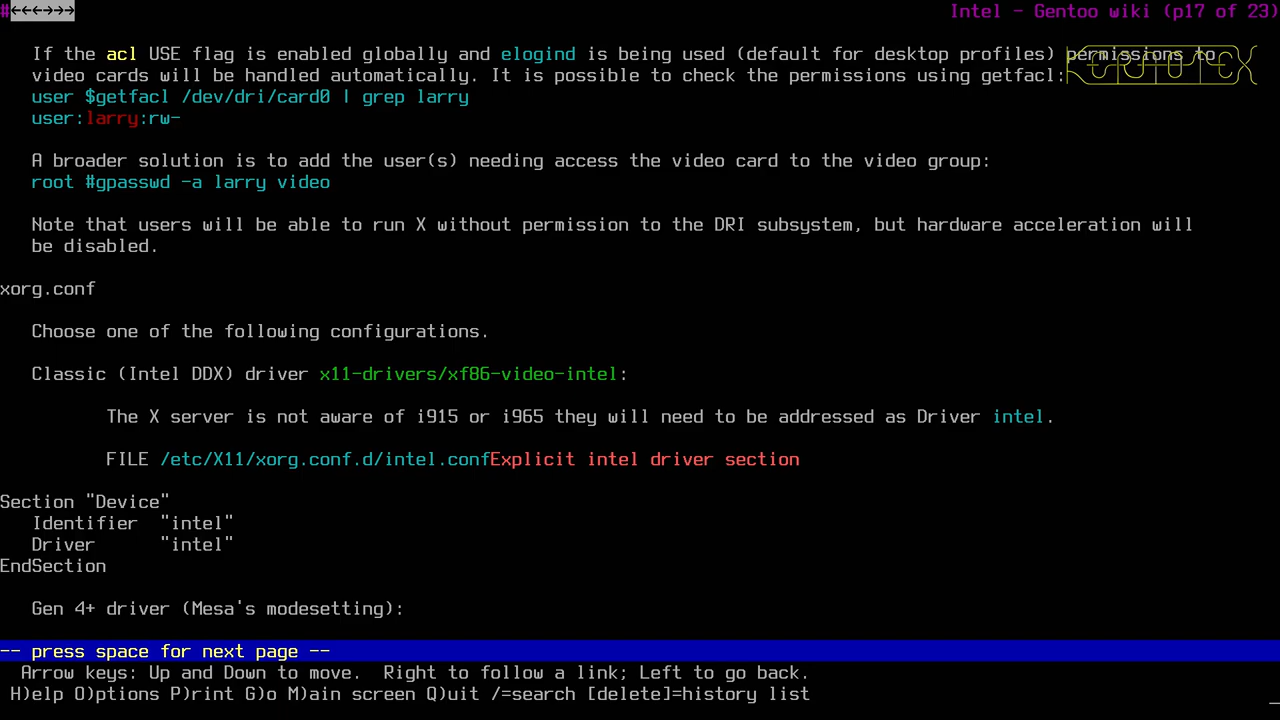 #←←←→→→ Intel - Gentoo wiki (p17 of 23)
If the acl USE flag is enabled globally and elogind is being used (default for desktop profiles) permissions to
video cards will be handled automatically. It is possible to check the permissions using getfacl:
user $getfacl /dev/dri/card0 | grep larry
user:larry:rw-
A broader solution is to add the user(s) needing access the video card to the video group:
root #gpasswd -a larry video
Note that users will be able to run X without permission to the DRI subsystem, but hardware acceleration will
be disabled.
xorg.conf
Choose one of the following configurations.
Classic (Intel DDX) driver x11-drivers/xf86-video-intel:
The X server is not aware of i915 or i965 they will need to be addressed as Driver intel.
FILE /etc/X11/xorg.conf.d/intel.confExplicit intel driver section
Section "Device"
Identifier "intel"
Driver "intel"
EndSection
Gen 4+ driver (Mesa's modesetting):
-- press space for next page --
Arrow keys: Up and Down to move. Right to follow a link; Left to go back.
H)elp O)ptions P)rint G)o M)ain screen Q)uit /=search [delete]=history list